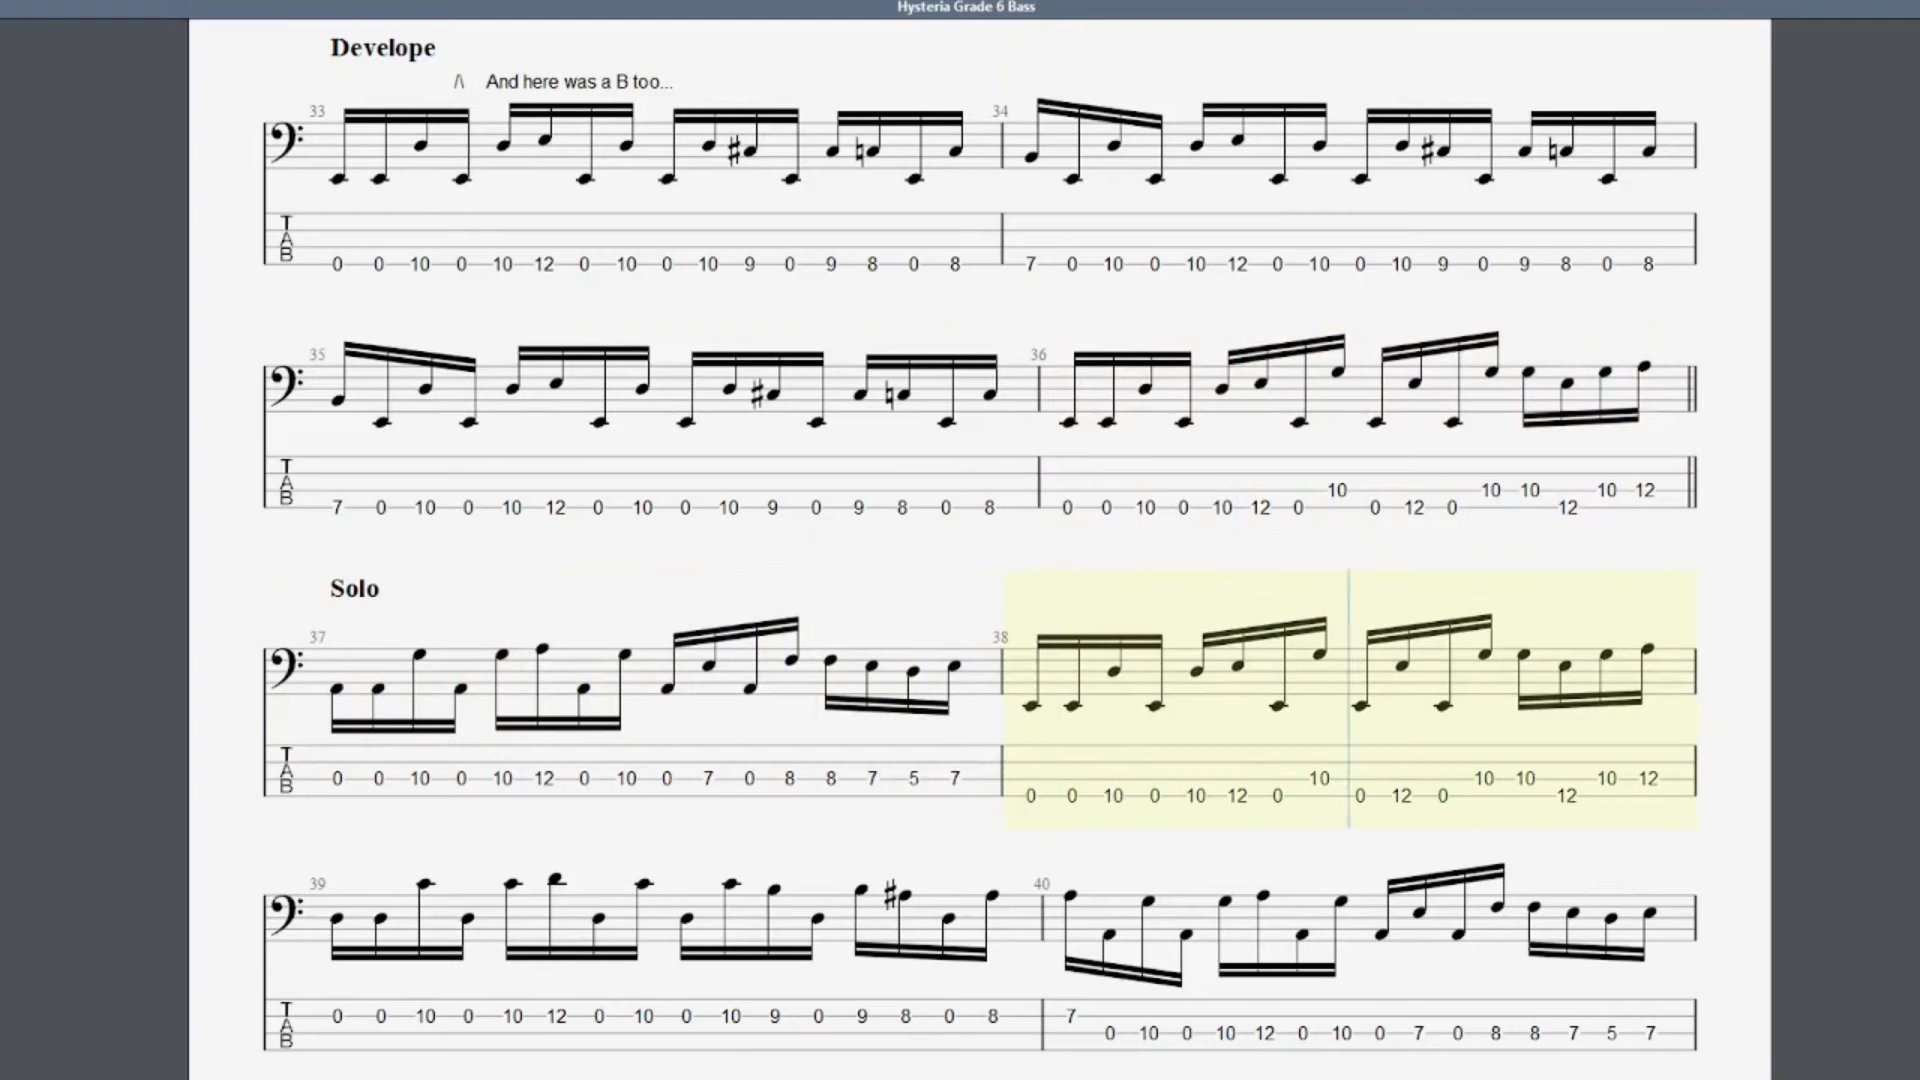 Hysteria Grade 6 Bass
Develope
/\ And here was a B too...
33 34
T
A
B
0 0 10 0 10 12 0 10 0 10 9 0 9 8 0 8 7 0 10 0 10 12 0 10 0 10 9 0 9 8 0 8
35 36
T
A
B
10 10 10 10 12
7 0 10 0 10 12 0 10 0 10 9 0 9 8 0 8 0 0 10 0 10 12 0 0 12 0 12
Solo
37 38
T
A
B
0 0 10 0 10 12 0 10 0 7 0 8 8 7 5 7 10 10 10 10 12
0 0 10 0 10 12 0 0 12 0 12
39 40
T
A
B
0 0 10 0 10 12 0 10 0 10 9 0 9 8 0 8 7
0 10 0 10 12 0 10 0 7 0 8 8 7 5 7